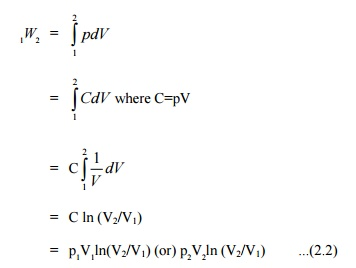 ₁W₂ = ∫₁² pdV
= ∫₁² CdV where C=pV
= C∫₁² 1/V dV
= C ln (V₂/V₁)
= p₁V₁ln(V₂/V₁) (or) p₂V₂ln (V₂/V₁) ...(2.2)